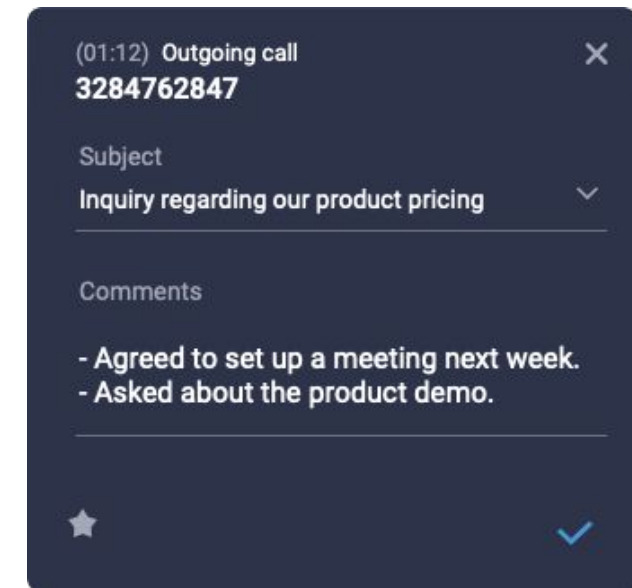 (01:12) Outgoing call
3284762847
Subject
Inquiry regarding our product pricing
Comments
- Agreed to set up a meeting next week.
- Asked about the product demo.